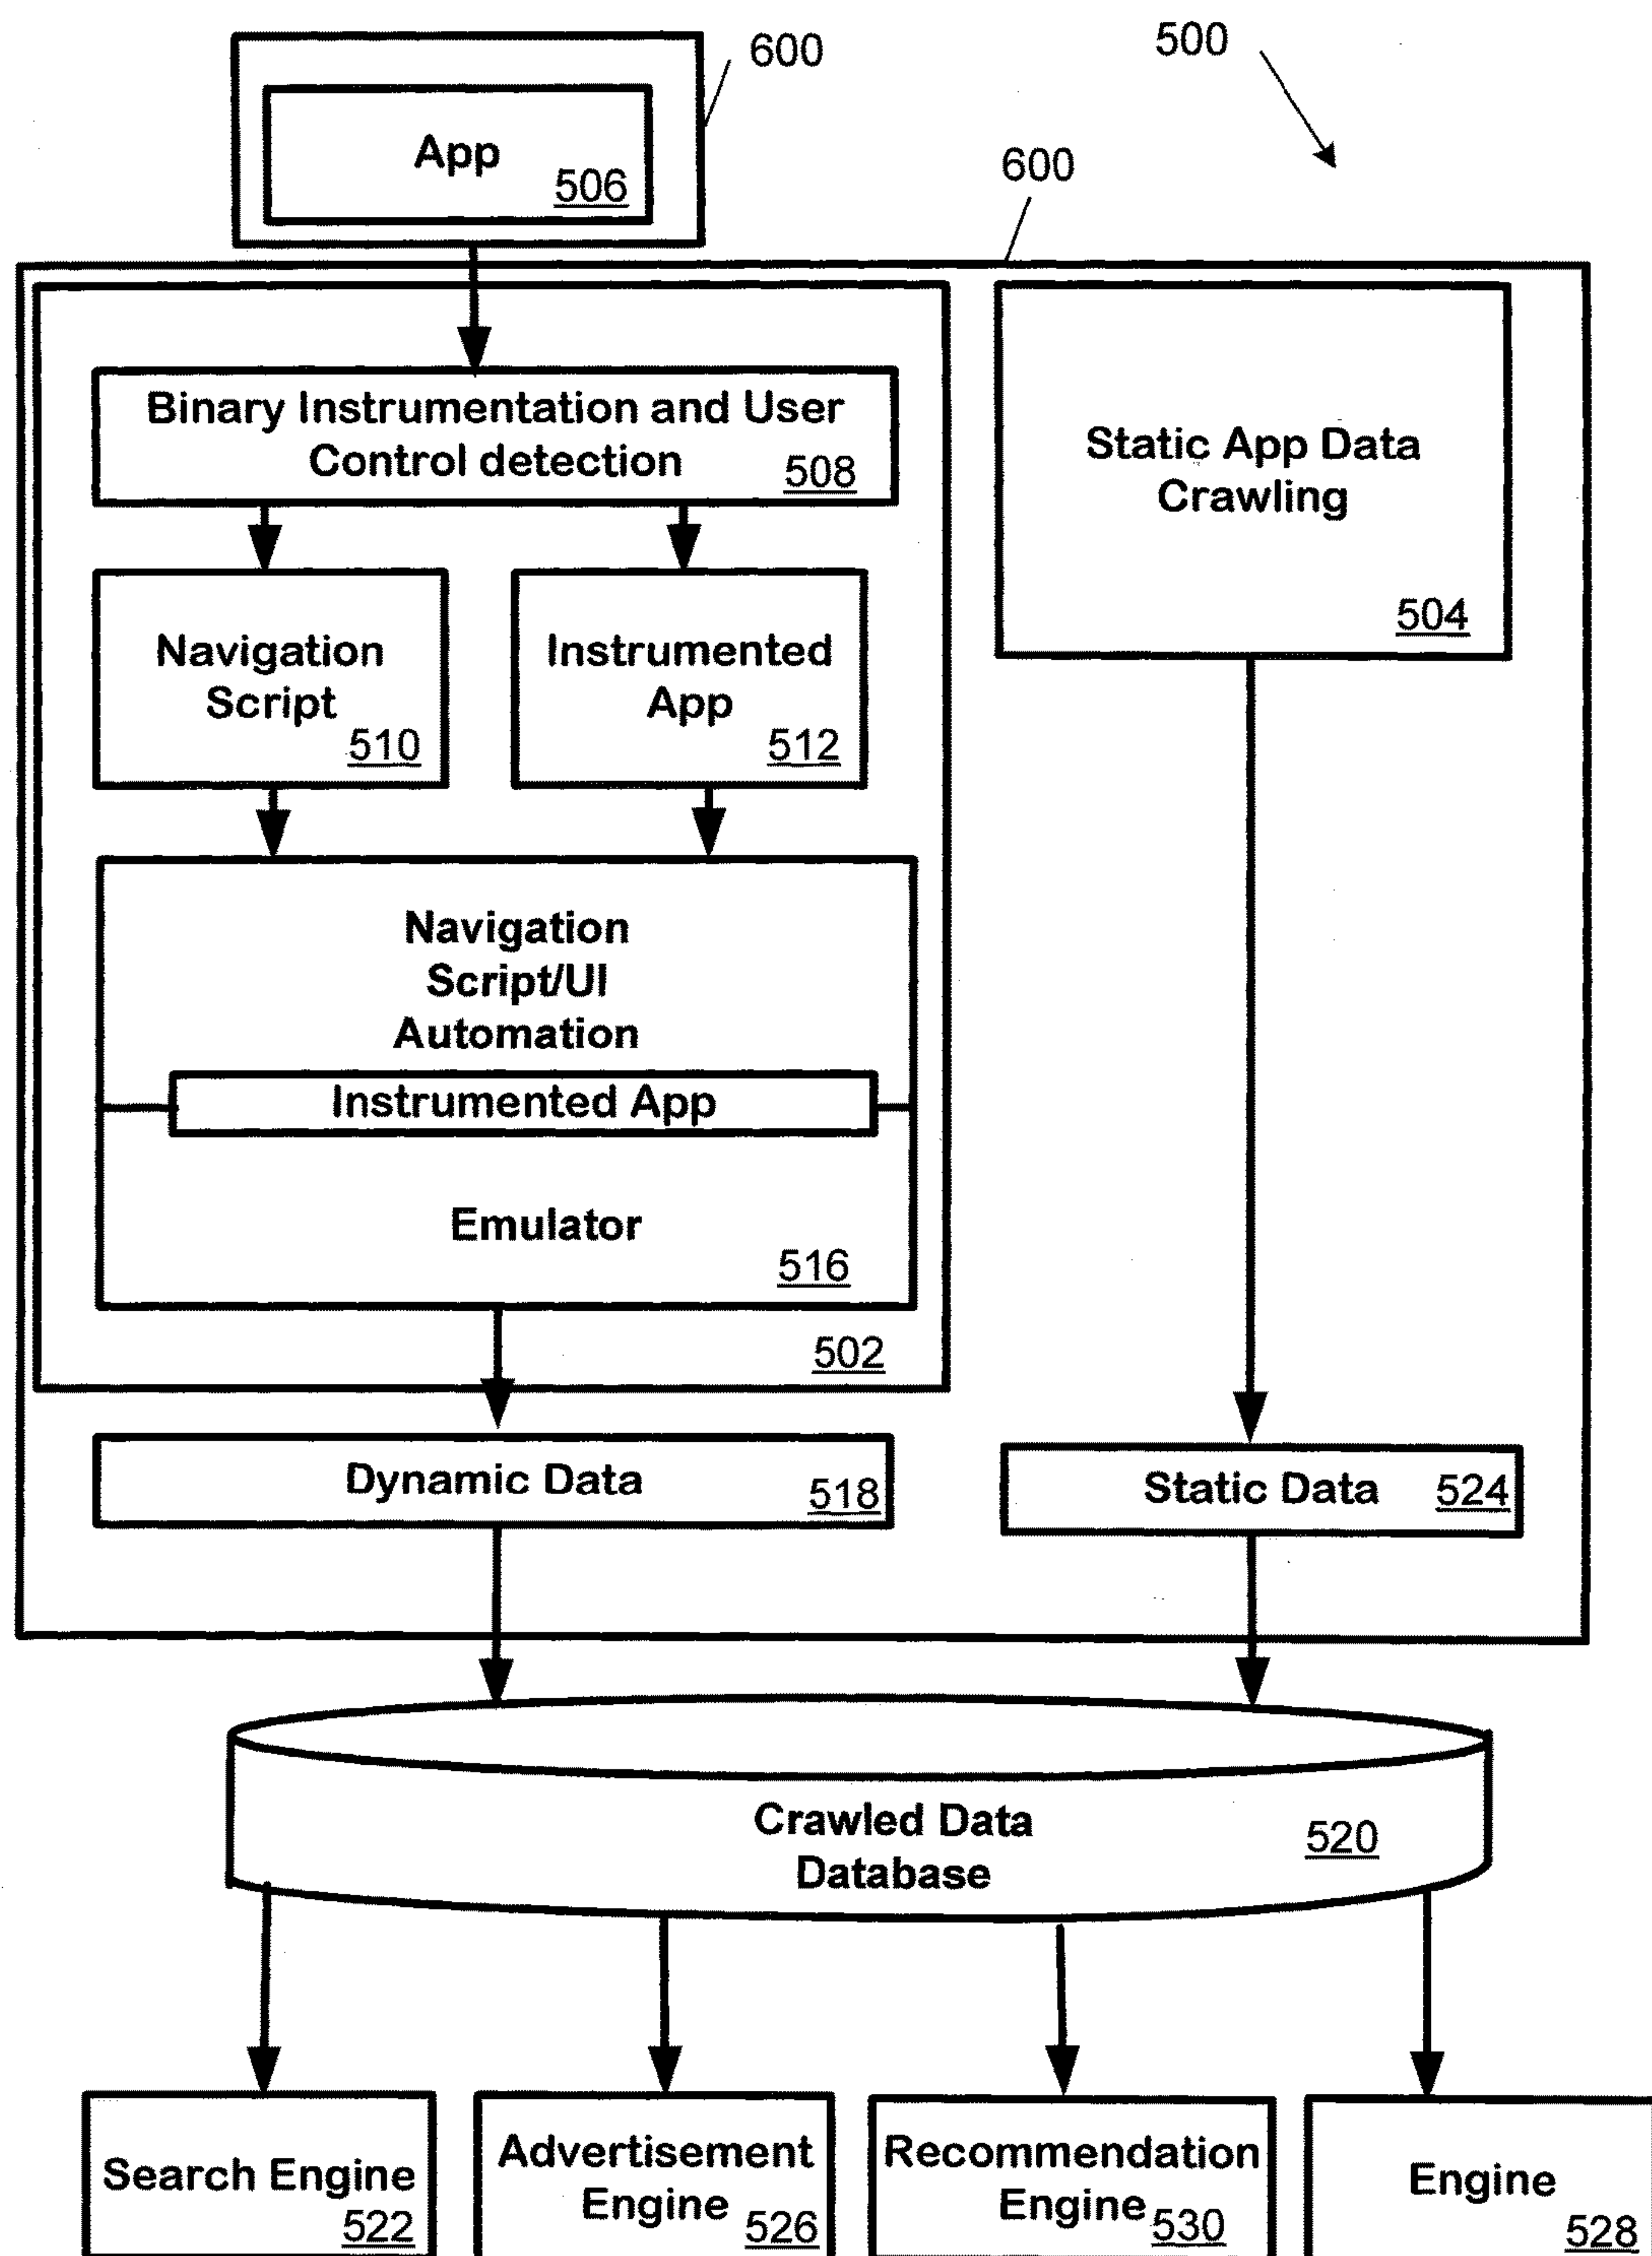 600
500
App
506
600
Binary Instrumentation and User
Control detection
508
Static App Data
Crawling
504
Navigation
Script
510
Instrumented
App
512
Navigation
Script/UI
Automation
Instrumented App
Emulator
516
502
Dynamic Data
518
Static Data
524
Crawled Data
Database
520
Search Engine
522
Advertisement
Engine
526
Recommendation
Engine
530
Engine
528